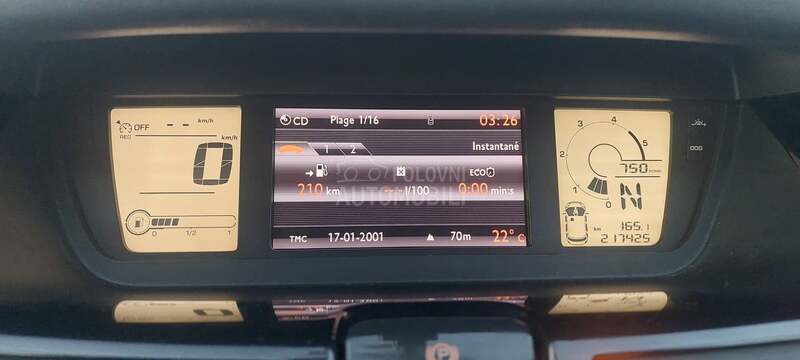 OFF -- km/h
REG
km/h
0
0 1/2 1
CD Plage 1/16 03:26
Instantané
1 2
ECO
210 km --.- l/100 0:00 min:s
POLOVNI
AUTOMOBILI
TMC 17-01-2001 70m 22° C
4
3 5
2
1
0
750
N
km 165.1
217425
P